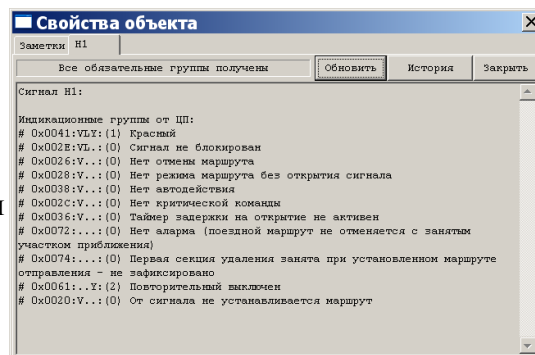 Свойства объекта
Заметки H1
Все обязательные группы получены Обновить История Закрыть
Сигнал H1:
Индикационные группы от ЦП:
# 0x0041:VLY:(1) Красный
# 0x002E:VL.:(0) Сигнал не блокирован
# 0x0026:V..:(0) Нет отмены маршрута
# 0x0028:V..:(0) Нет режима маршрута без открытия сигнала
# 0x0038:V..:(0) Нет автодействия
# 0x002C:V..:(0) Нет критической команды
# 0x0036:V..:(0) Таймер задержки на открытие не активен
# 0x0072:...:(0) Нет аларма (поездной маршрут не отменяется с занятым
участком приближения)
# 0x0074:...:(0) Первая секция удаления занята при установленном маршруте
отправления - не зафиксировано
# 0x0061:..Y:(2) Повторительный выключен
# 0x0020:V..:(0) От сигнала не устанавливается маршрут